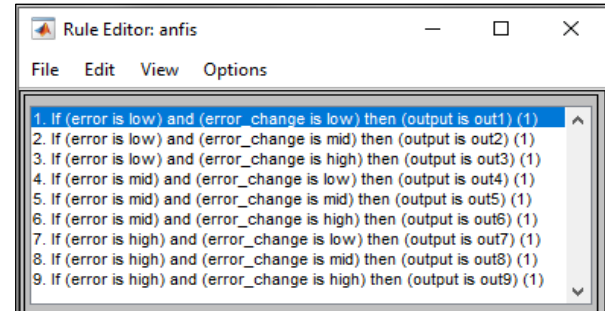 Rule Editor: anfis
File Edit View Options
1. If (error is low) and (error_change is low) then (output is out1) (1)
2. If (error is low) and (error_change is mid) then (output is out2) (1)
3. If (error is low) and (error_change is high) then (output is out3) (1)
4. If (error is mid) and (error_change is low) then (output is out4) (1)
5. If (error is mid) and (error_change is mid) then (output is out5) (1)
6. If (error is mid) and (error_change is high) then (output is out6) (1)
7. If (error is high) and (error_change is low) then (output is out7) (1)
8. If (error is high) and (error_change is mid) then (output is out8) (1)
9. If (error is high) and (error_change is high) then (output is out9) (1)